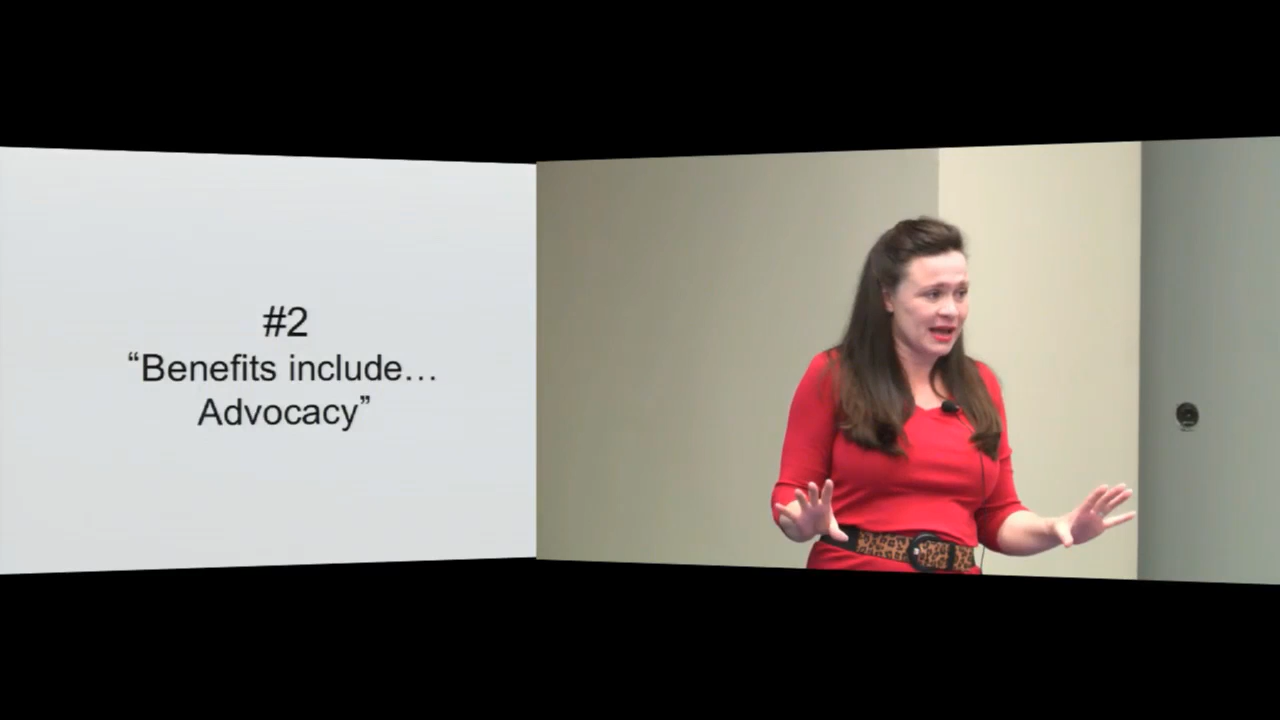 #2
“Benefits include…
Advocacy”